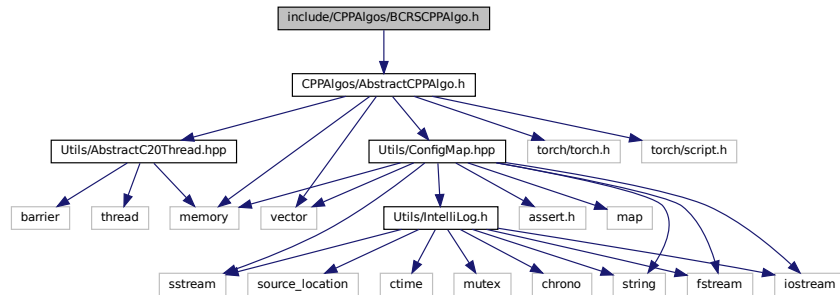 include/CPPAlgos/BCRSCPPAlgo.h
CPPAlgos/AbstractCPPAlgo.h
Utils/AbstractC20Thread.hpp
Utils/ConfigMap.hpp
torch/torch.h
torch/script.h
barrier
thread
memory
vector
Utils/IntelliLog.h
assert.h
map
sstream
source_location
ctime
mutex
chrono
string
fstream
iostream